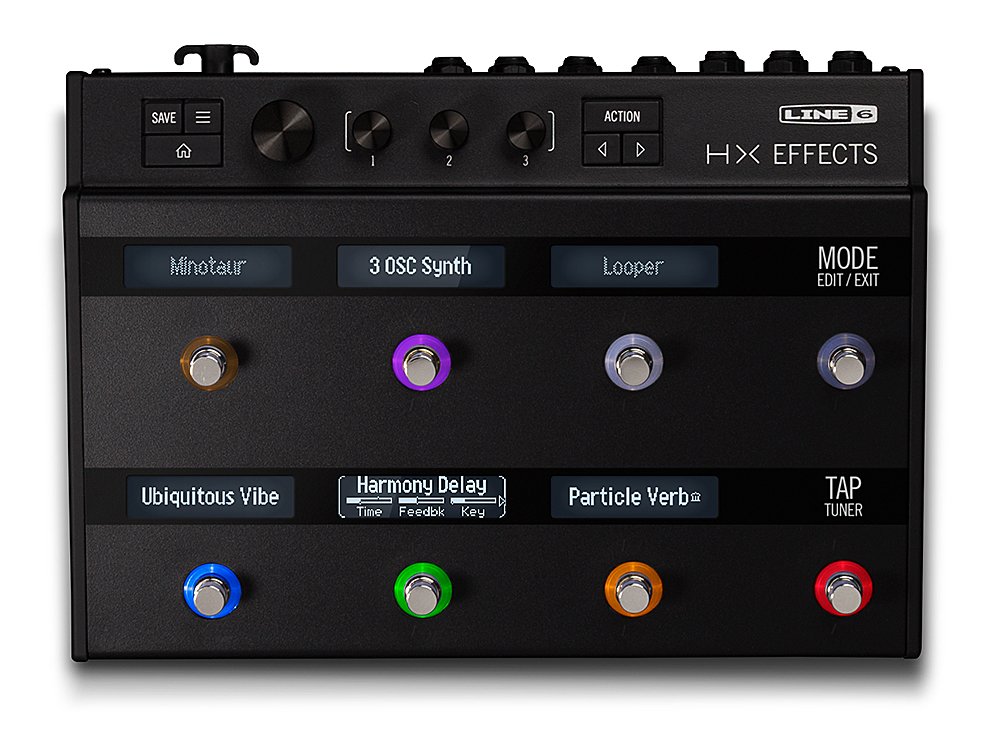 SAVE
ACTION
LINE 6
1 2 3
HX EFFECTS
Minotaur
3 OSC Synth
Looper
MODE
EDIT / EXIT
Ubiquitous Vibe
Harmony Delay
Time Feedbk Key
Particle Verb
TAP
TUNER